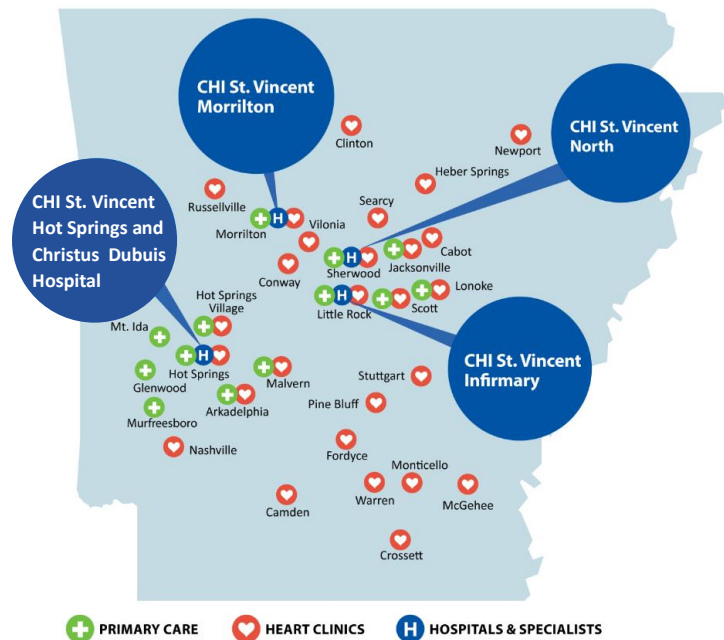 CHI St. Vincent
Morrilton
CHI St. Vincent
North
CHI St. Vincent
Hot Springs and
Christus Dubuis
Hospital
CHI St. Vincent
Infirmary
Clinton
Newport
Heber Springs
Russellville
Searcy
Morrilton
H
Vilonia
Cabot
H
Sherwood
Jacksonville
Conway
Lonoke
H
Little Rock
Scott
Hot Springs
Village
Mt. Ida
H
Hot Springs
Glenwood
Malvern
Stuttgart
Arkadelphia
Pine Bluff
Murfreesboro
Nashville
Fordyce
Monticello
Warren
McGehee
Camden
Crossett
PRIMARY CARE
HEART CLINICS
H HOSPITALS & SPECIALISTS